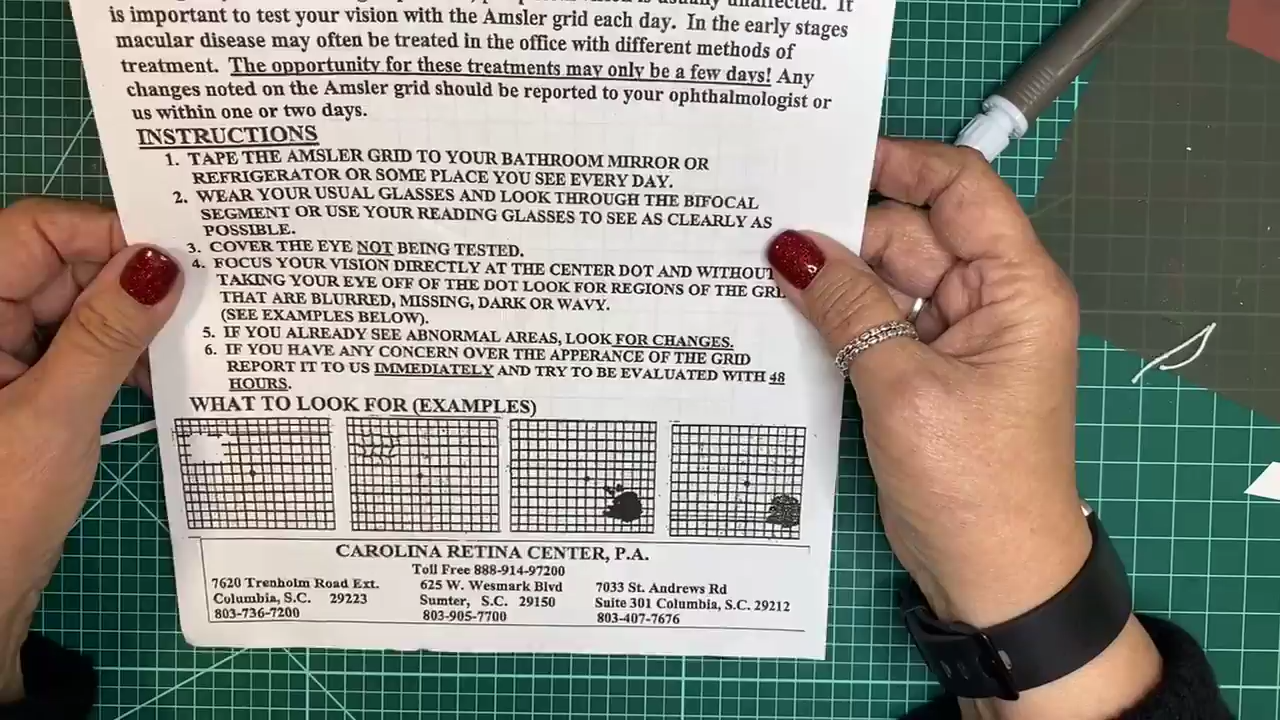 is usually unaffected. It
is important to test your vision with the Amsler grid each day. In the early stages
macular disease may often be treated in the office with different methods of
treatment. The opportunity for these treatments may only be a few days! Any
changes noted on the Amsler grid should be reported to your ophthalmologist or
us within one or two days.
INSTRUCTIONS
1. TAPE THE AMSLER GRID TO YOUR BATHROOM MIRROR OR
REFRIGERATOR OR SOME PLACE YOU SEE EVERY DAY.
2. WEAR YOUR USUAL GLASSES AND LOOK THROUGH THE BIFOCAL
SEGMENT OR USE YOUR READING GLASSES TO SEE AS CLEARLY AS
POSSIBLE.
3. COVER THE EYE NOT BEING TESTED.
4. FOCUS YOUR VISION DIRECTLY AT THE CENTER DOT AND WITHOUT
TAKING YOUR EYE OFF OF THE DOT LOOK FOR REGIONS OF THE GRI
THAT ARE BLURRED, MISSING, DARK OR WAVY.
(SEE EXAMPLES BELOW).
5. IF YOU ALREADY SEE ABNORMAL AREAS, LOOK FOR CHANGES.
6. IF YOU HAVE ANY CONCERN OVER THE APPERANCE OF THE GRID
REPORT IT TO US IMMEDIATELY AND TRY TO BE EVALUATED WITH 48
HOURS.
WHAT TO LOOK FOR (EXAMPLES)
CAROLINA RETINA CENTER, P.A.
Toll Free 888-914-97200
7620 Trenholm Road Ext. 625 W. Wesmark Blvd 7033 St. Andrews Rd
Columbia, S.C. 29223 Sumter, S.C. 29150 Suite 301 Columbia, S.C. 29212
803-736-7200 803-905-7700 803-407-7676